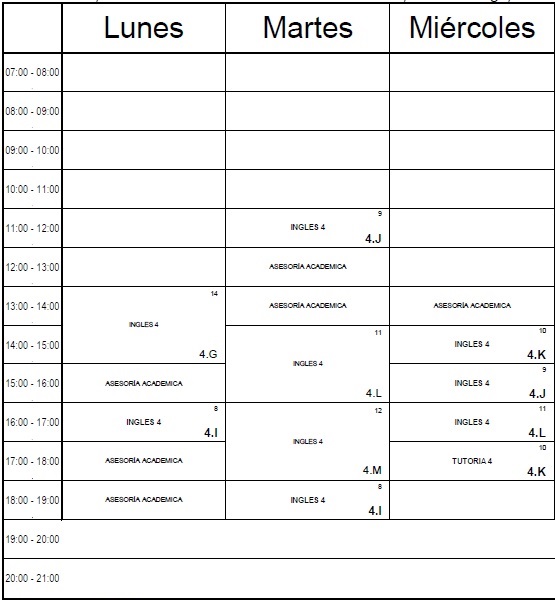 Lunes Martes Miércoles
07:00 - 08:00
08:00 - 09:00
09:00 - 10:00
10:00 - 11:00
11:00 - 12:00
9
INGLES 4
4.J
12:00 - 13:00
ASESORÍA ACADEMICA
13:00 - 14:00
14
INGLES 4
4.G
ASESORÍA ACADEMICA
ASESORÍA ACADEMICA
14:00 - 15:00
11
INGLES 4
4.L
10
INGLES 4
4.K
15:00 - 16:00
ASESORÍA ACADEMICA
9
INGLES 4
4.J
16:00 - 17:00
8
INGLES 4
4.I
12
INGLES 4
4.M
11
INGLES 4
4.L
17:00 - 18:00
ASESORÍA ACADEMICA
10
TUTORIA 4
4.K
18:00 - 19:00
ASESORÍA ACADEMICA
8
INGLES 4
4.I
19:00 - 20:00
20:00 - 21:00